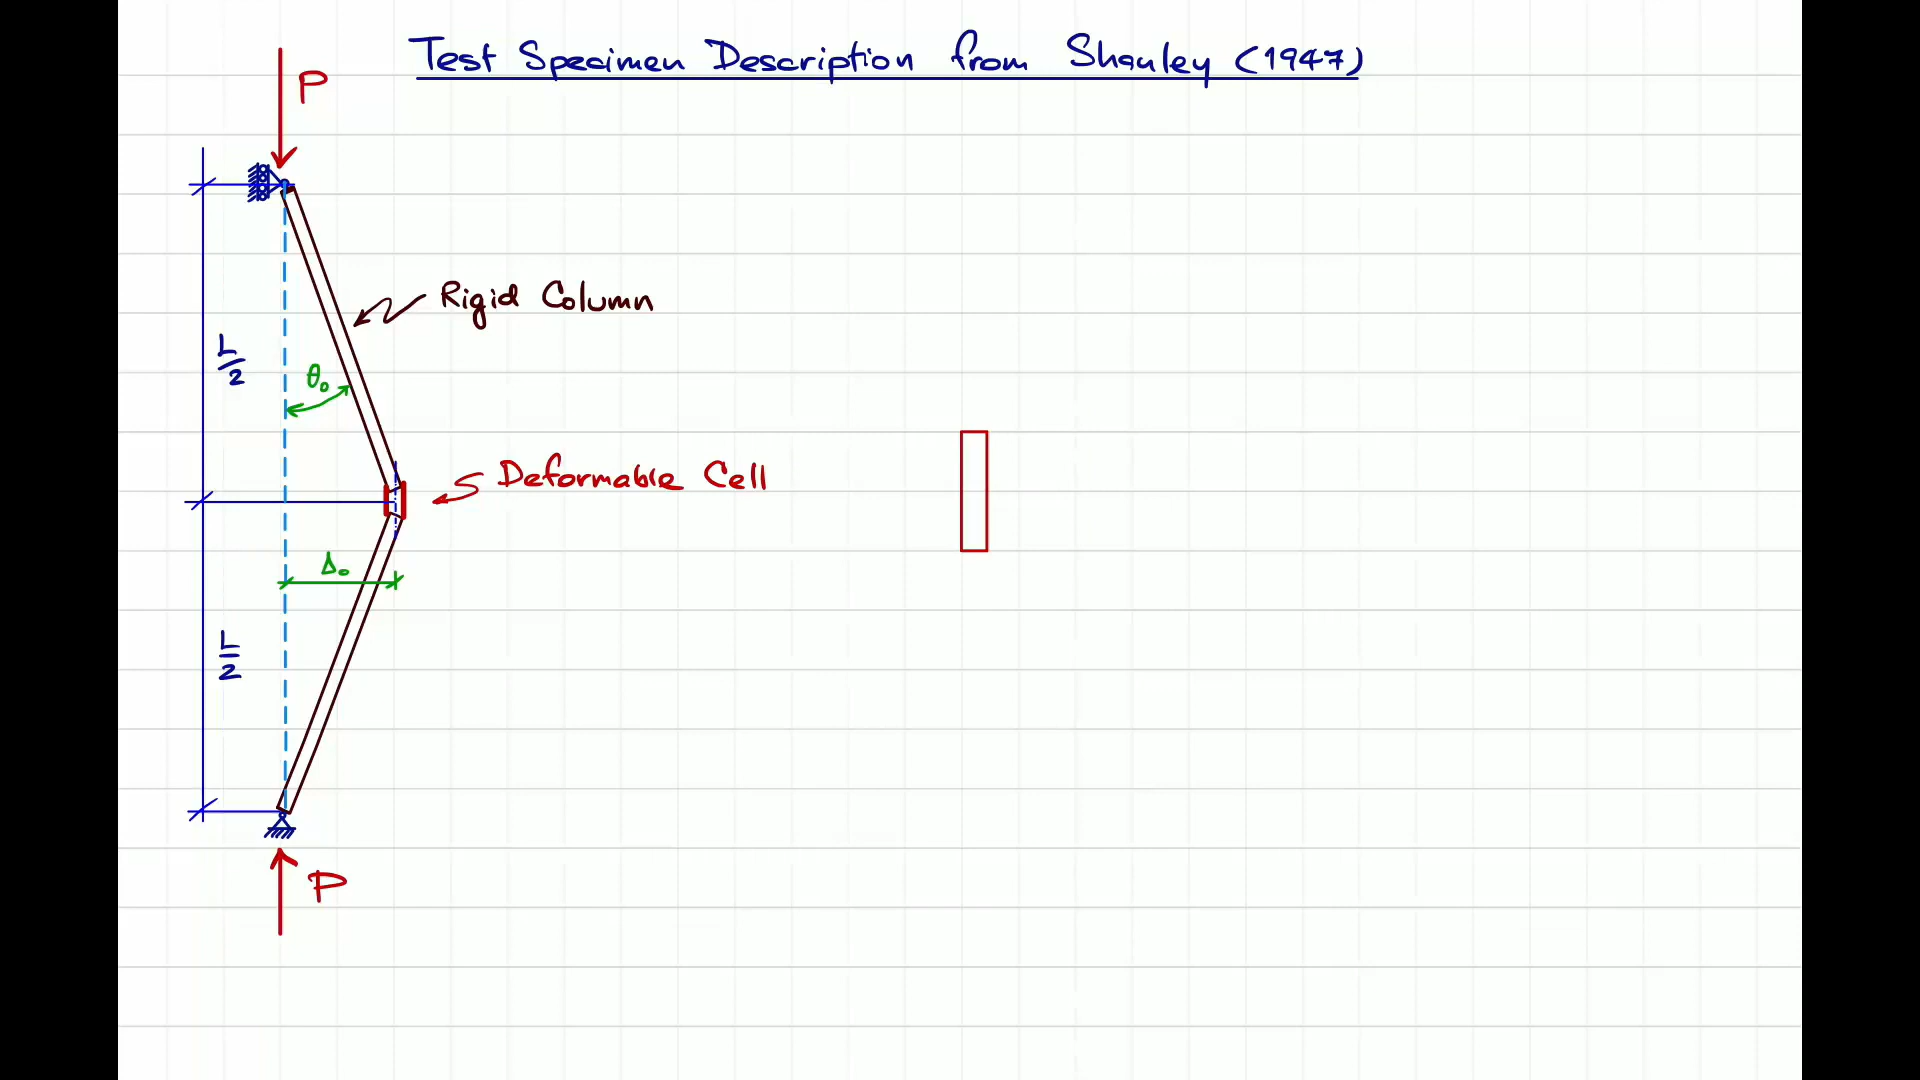 Test Specimen Description from Shanley (1947)
P
Rigid Column
L/2
θ₀
Deformable Cell
Δ₀
L/2
P